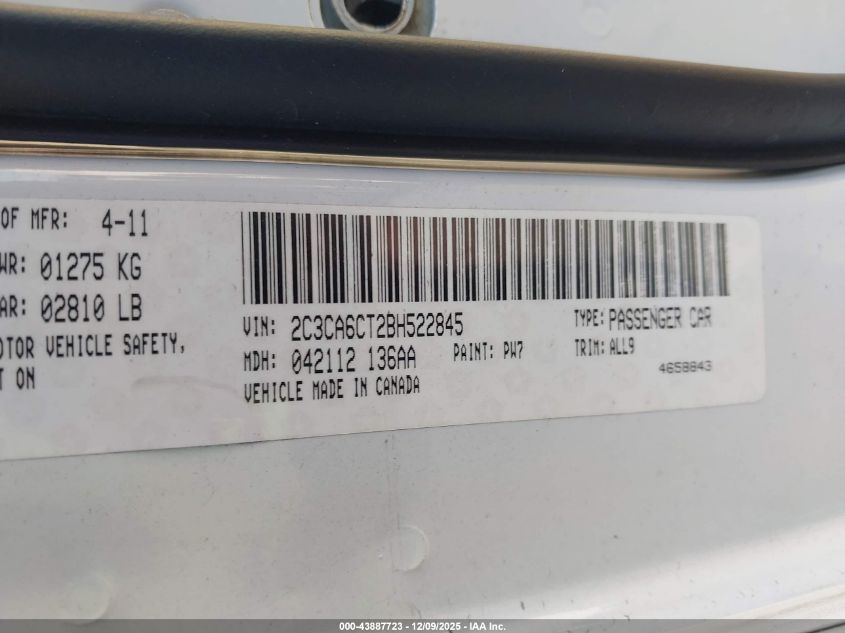 OF MFR: 4-11
WR: 01275 KG
AR: 02810 LB
OTOR VEHICLE SAFETY,
T ON
VIN: 2C3CA6CT2BH522845
TYPE: PASSENGER CAR
MDH: 042112 136AA
PAINT: PW7
TRIM: ALL9
VEHICLE MADE IN CANADA
4658843
000-43887723 - 12/09/2025 - IAA Inc.